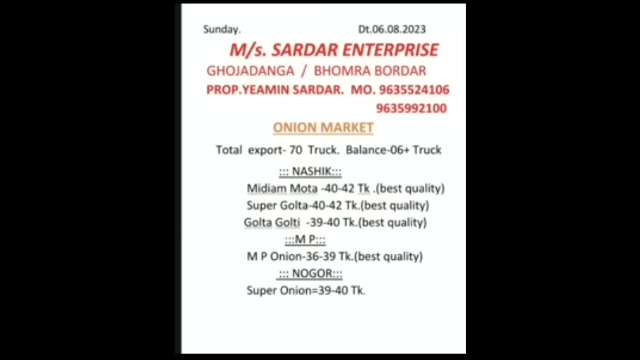 Sunday. Dt.06.08.2023
M/s. SARDAR ENTERPRISE
GHOJADANGA / BHOMRA BORDAR
PROP.YEAMIN SARDAR. MO. 9635524106
9635992100
ONION MARKET
Total export- 70 Truck. Balance-06+ Truck
::: NASHIK:::
Midiam Mota -40-42 Tk .(best quality)
Super Golta-40-42 Tk.(best quality)
Golta Golti -39-40 Tk.(best quality)
:::M P:::
M P Onion-36-39 Tk.(best quality)
::: NOGOR:::
Super Onion=39-40 Tk.